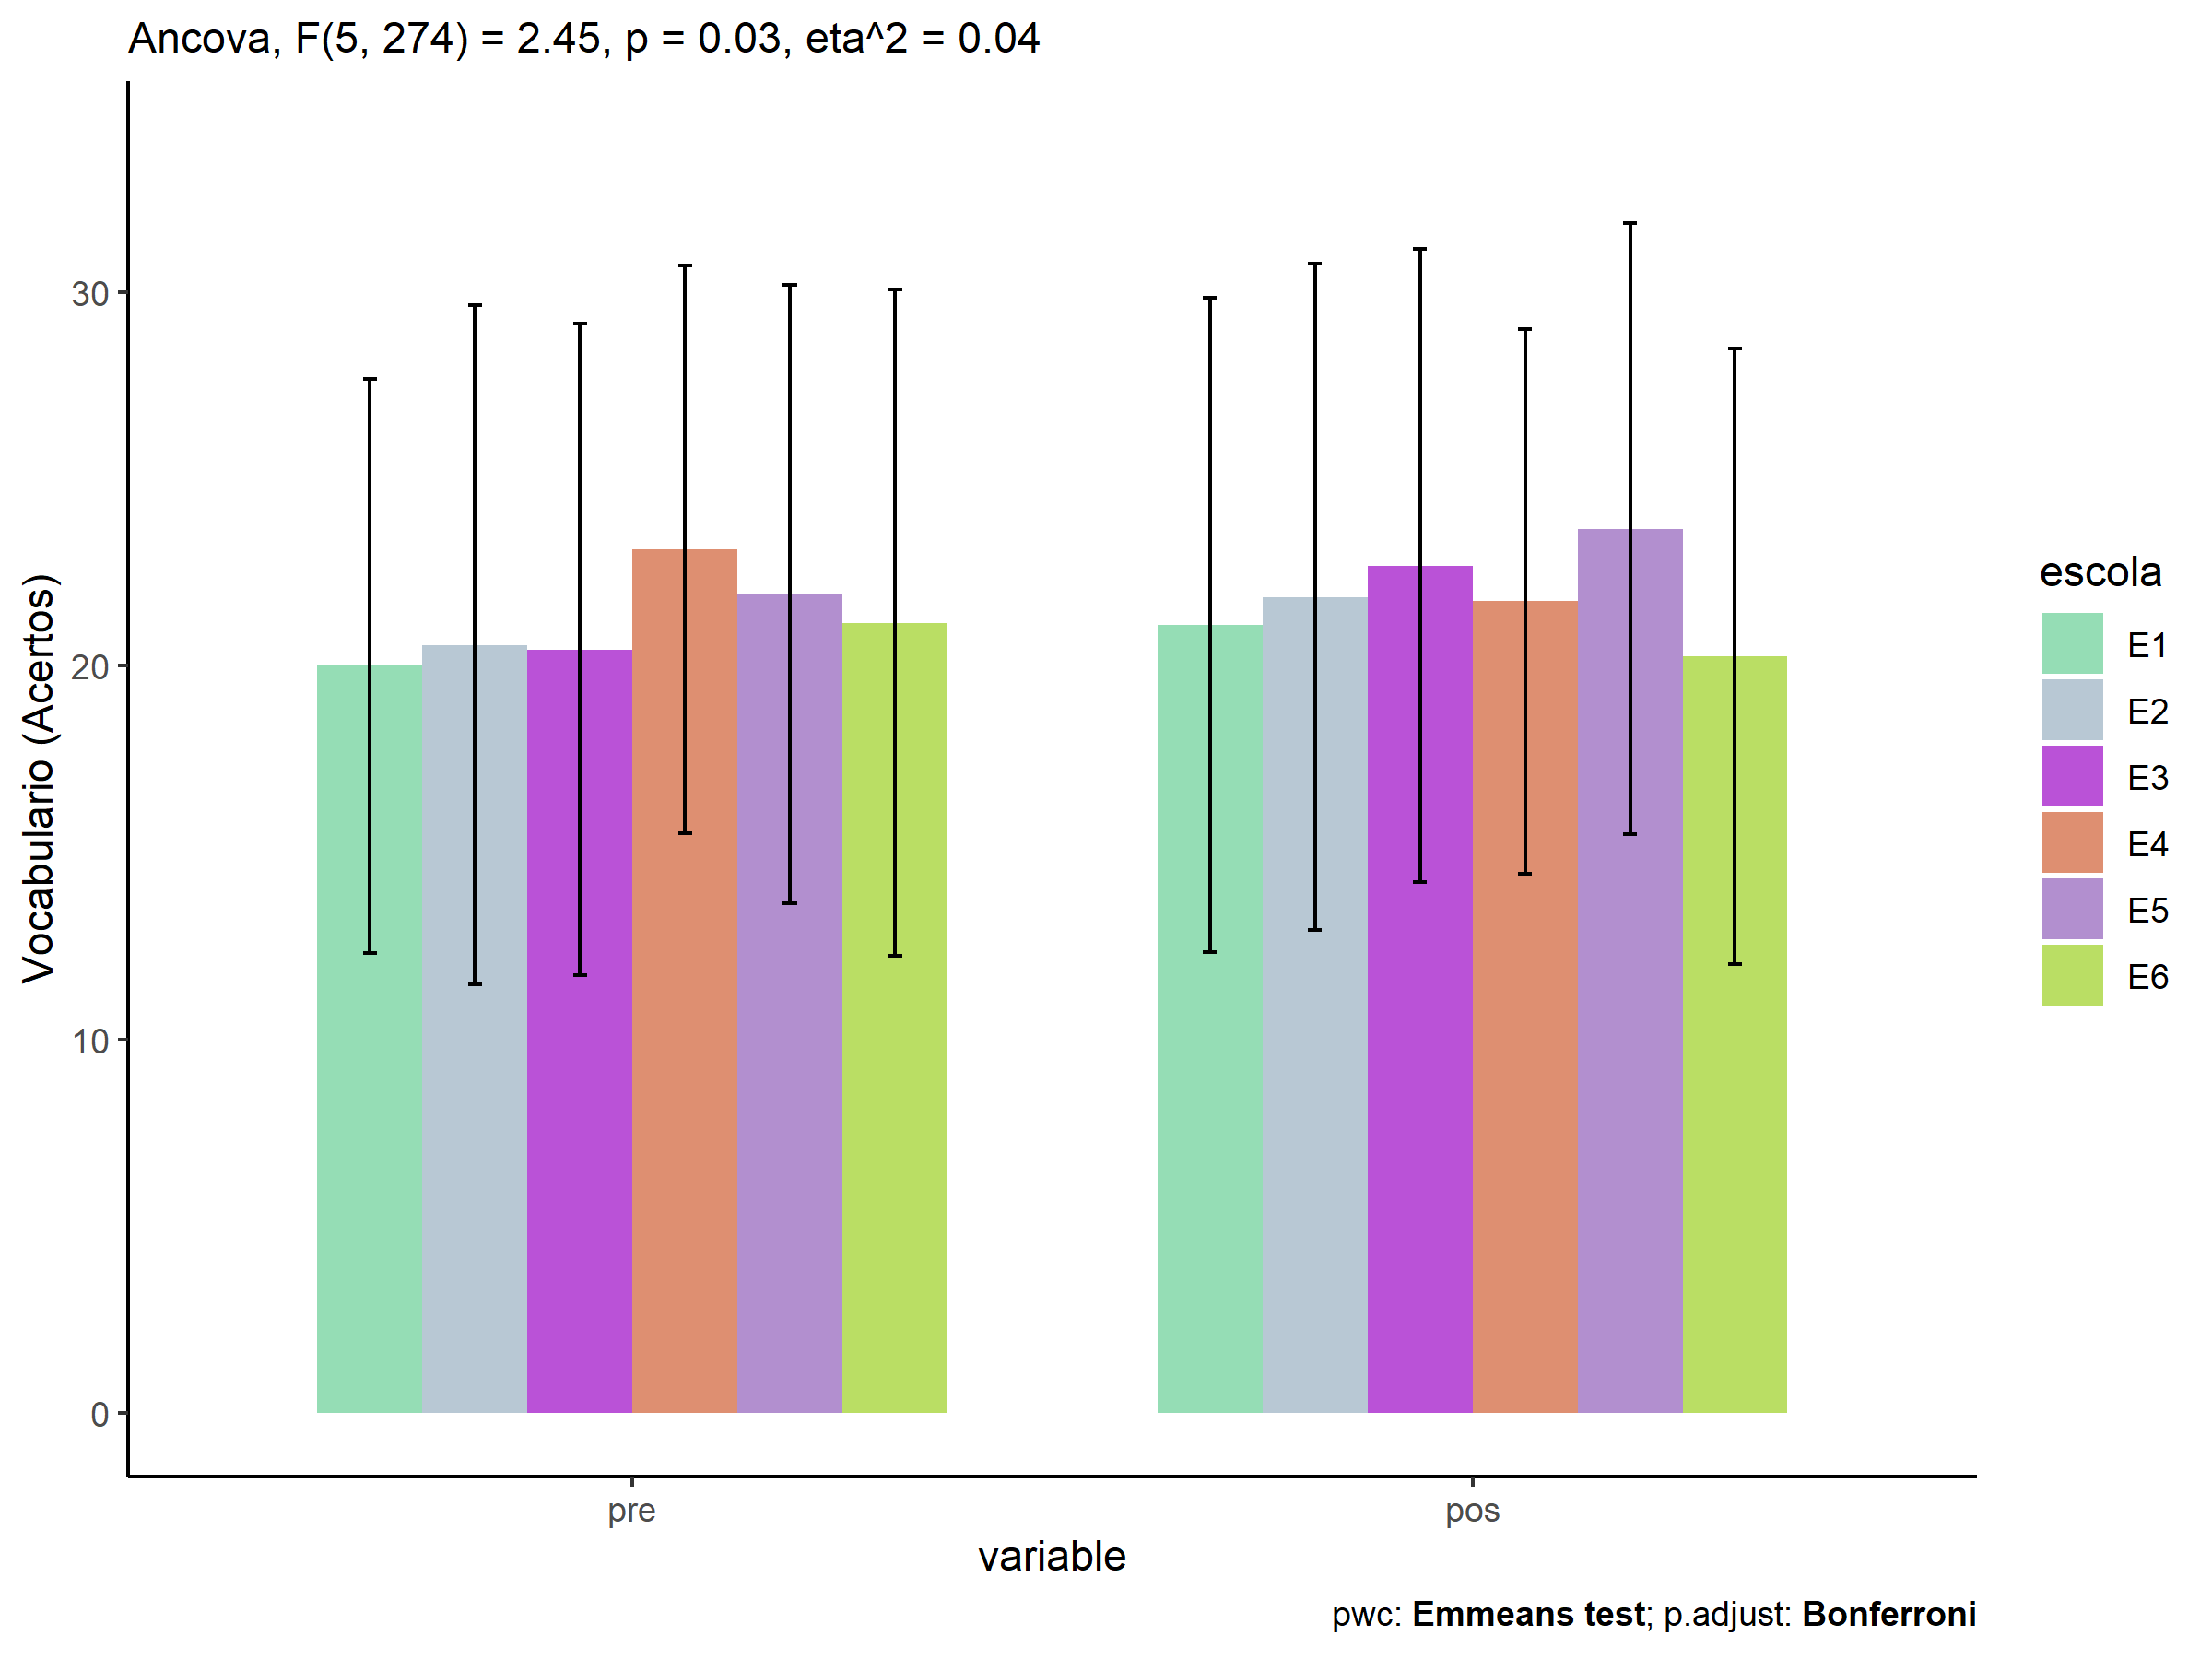 Ancova, F(5, 274) = 2.45, p = 0.03, eta^2 = 0.04
Vocabulario (Acertos)
30
20
10
0
pre
pos
variable
escola
E1
E2
E3
E4
E5
E6
pwc: Emmeans test; p.adjust: Bonferroni